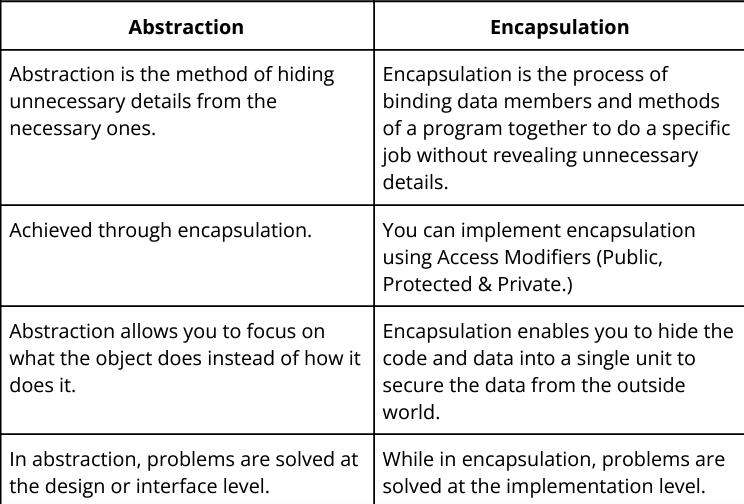 Abstraction
Encapsulation
Abstraction is the method of hiding
unnecessary details from the
necessary ones.
Encapsulation is the process of
binding data members and methods
of a program together to do a specific
job without revealing unnecessary
details.
Achieved through encapsulation.
You can implement encapsulation
using Access Modifiers (Public,
Protected & Private.)
Abstraction allows you to focus on
what the object does instead of how it
does it.
Encapsulation enables you to hide the
code and data into a single unit to
secure the data from the outside
world.
In abstraction, problems are solved at
the design or interface level.
While in encapsulation, problems are
solved at the implementation level.